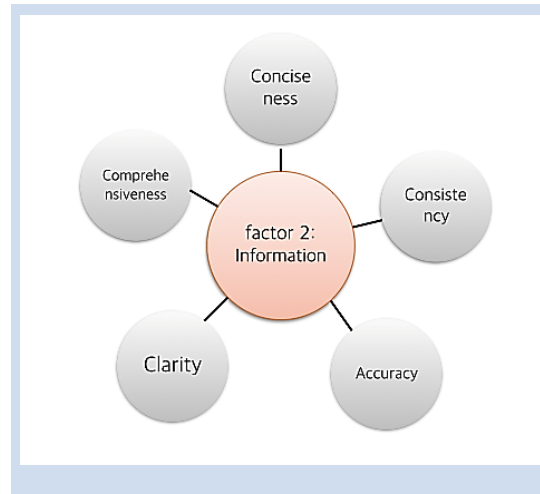 Concise
ness
Comprehe
nsiveness
Consiste
ncy
factor 2:
Information
Clarity
Accuracy